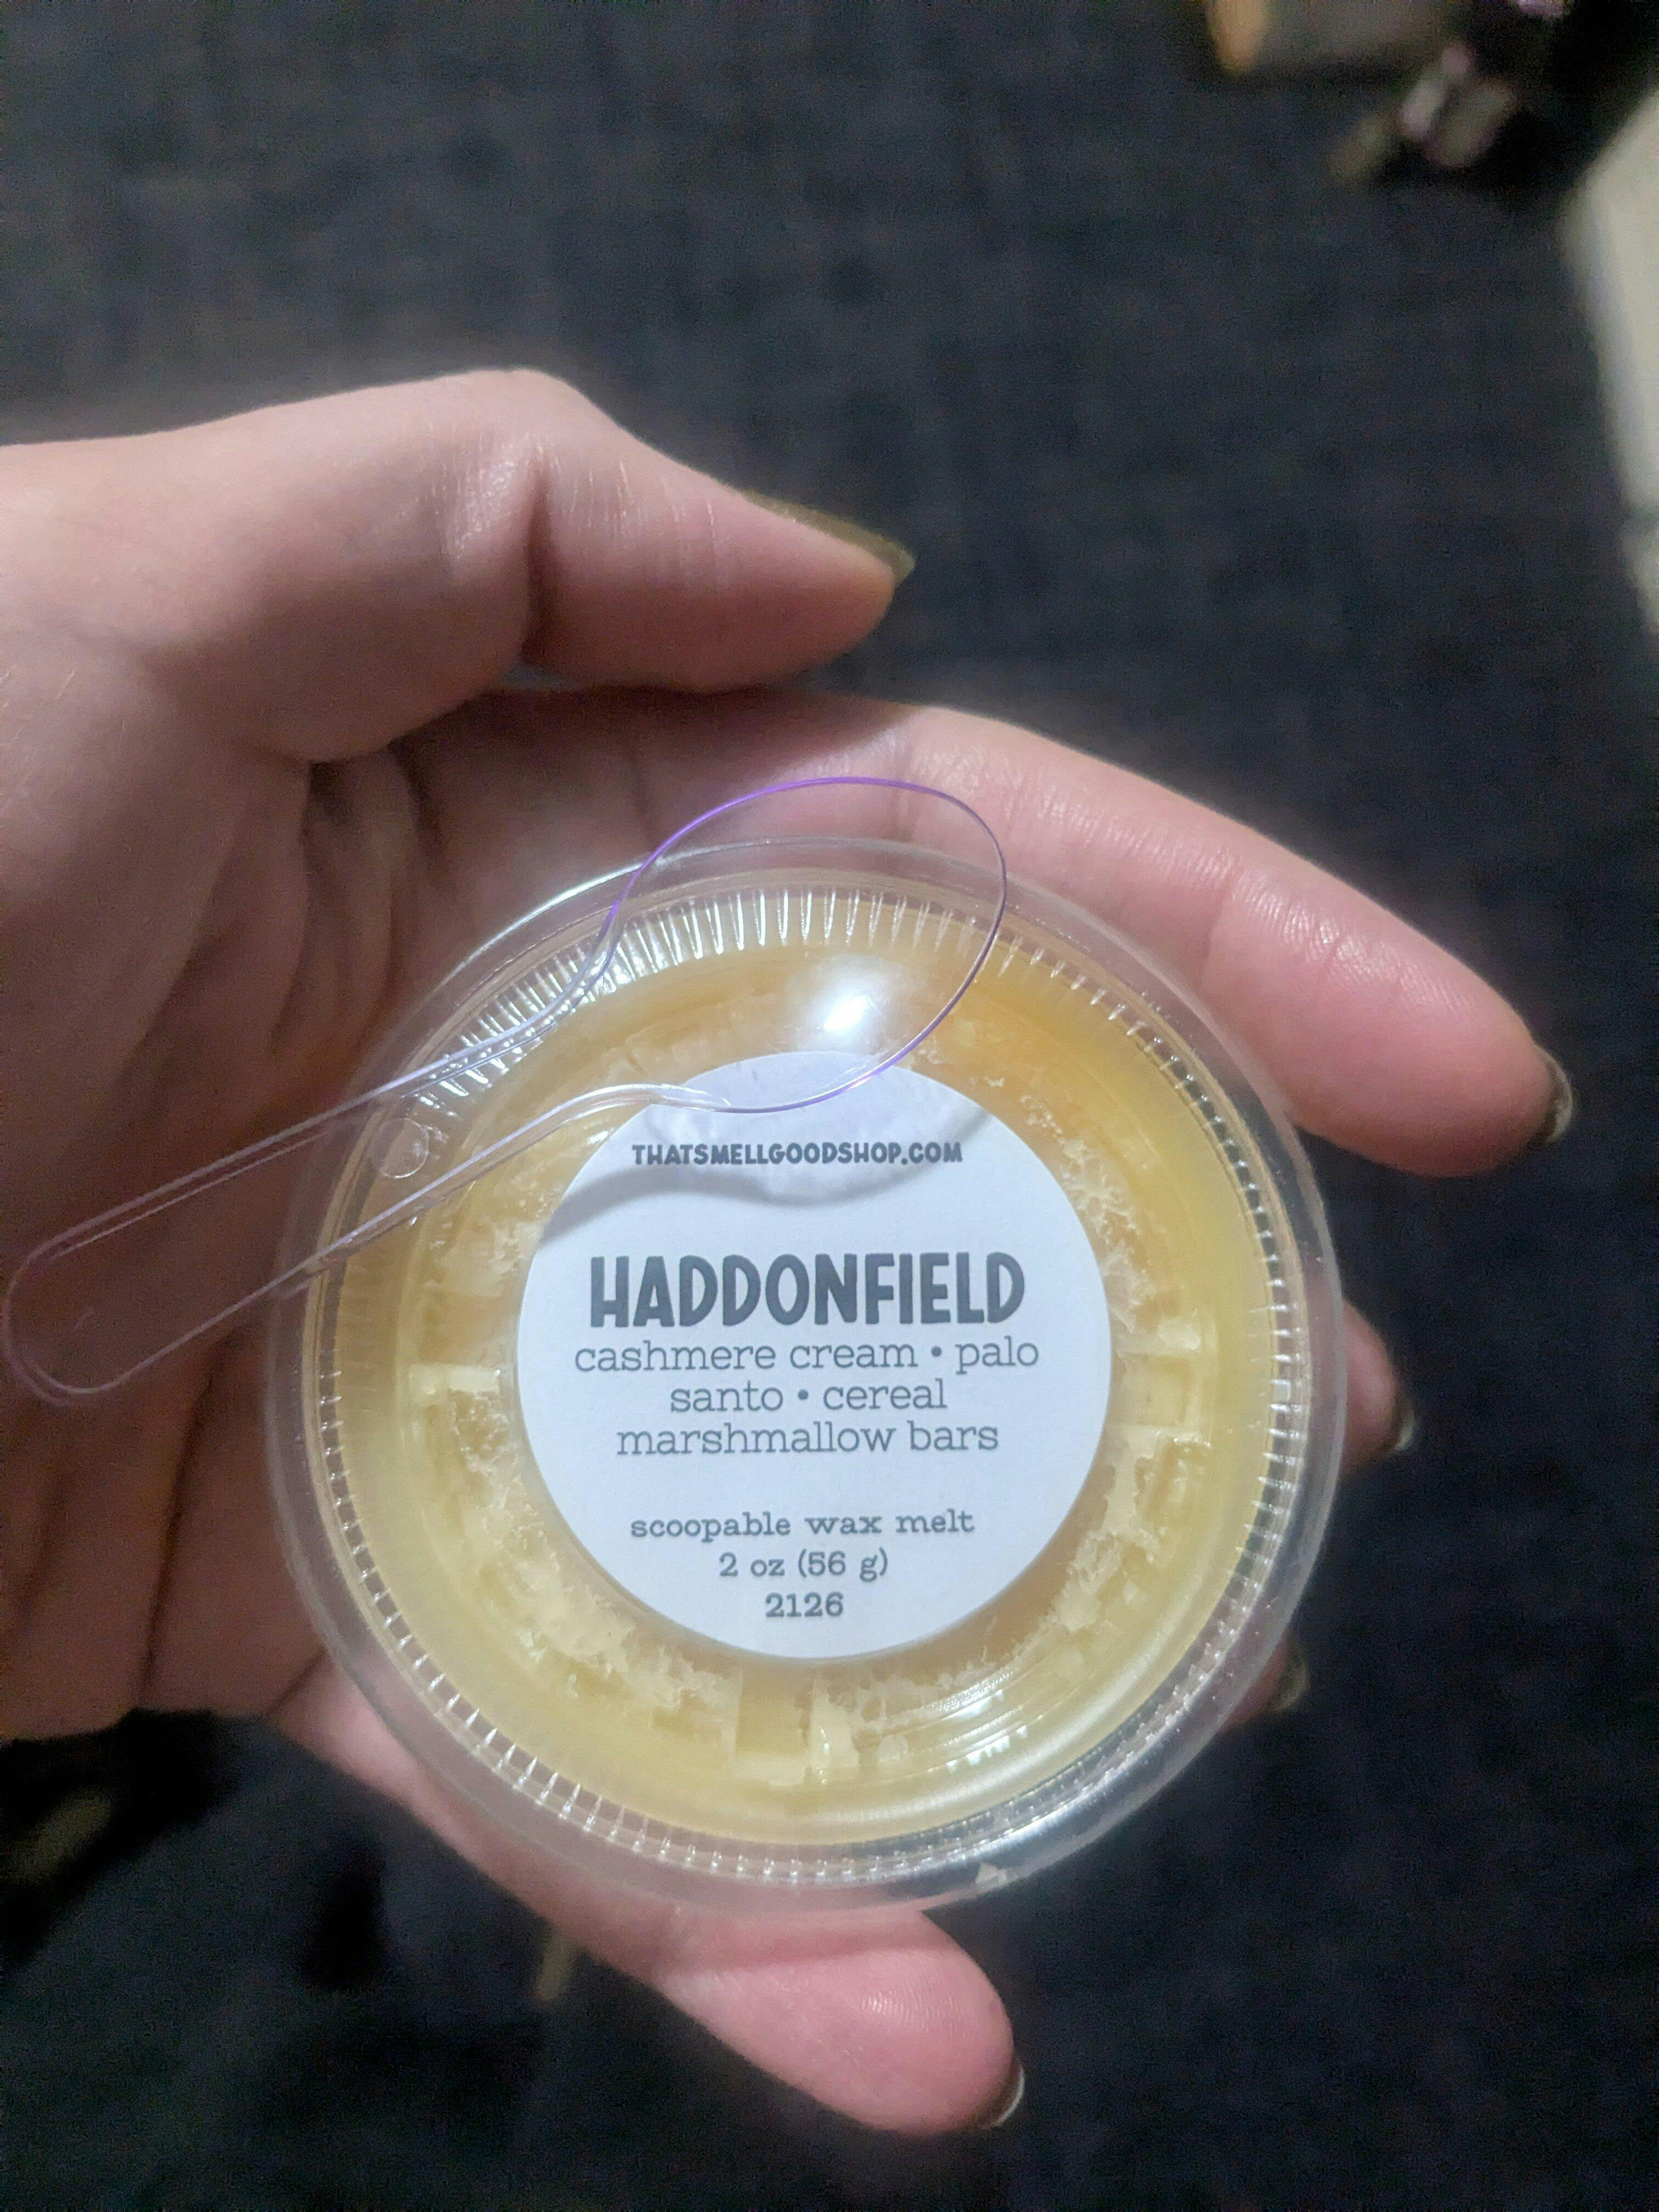 THATSMELLGOODSHOP.COM
HADDONFIELD
cashmere cream • palo
santo • cereal
marshmallow bars
scoopable wax melt
2 oz (56 g)
2126